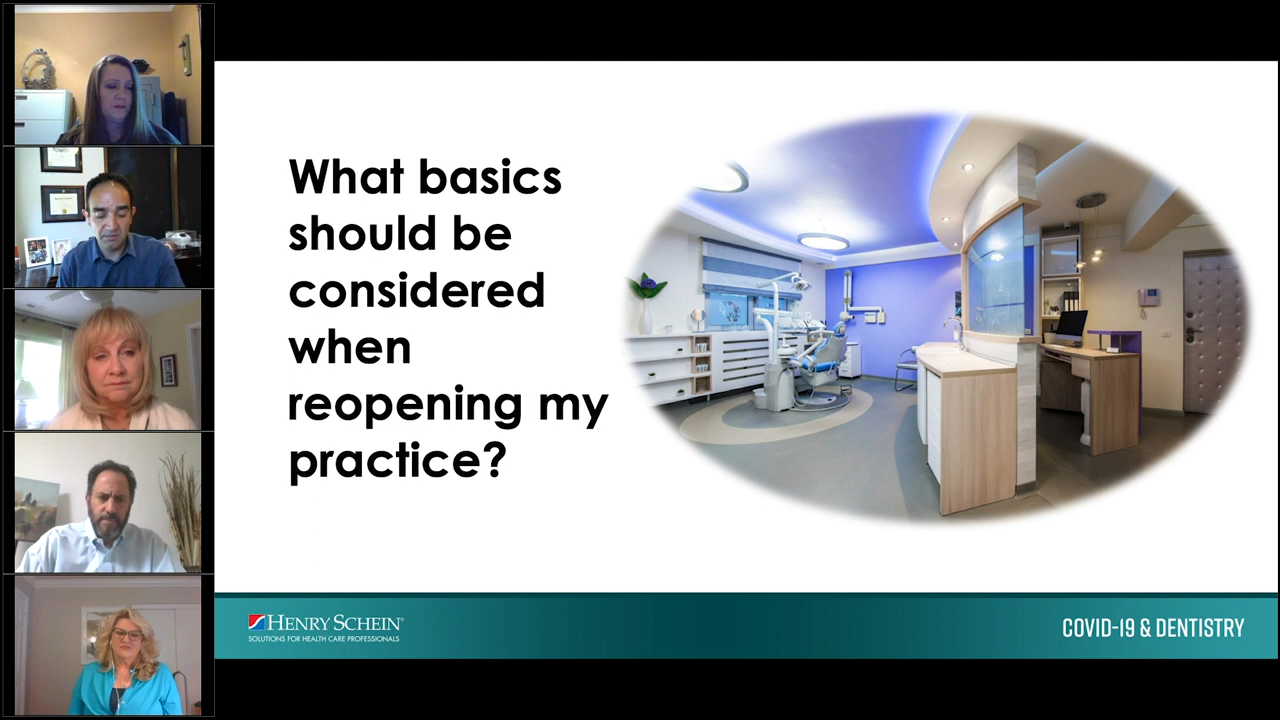 What basics
should be
considered
when
reopening my
practice?
HENRY SCHEIN®
SOLUTIONS FOR HEALTH CARE PROFESSIONALS
COVID-19 & DENTISTRY